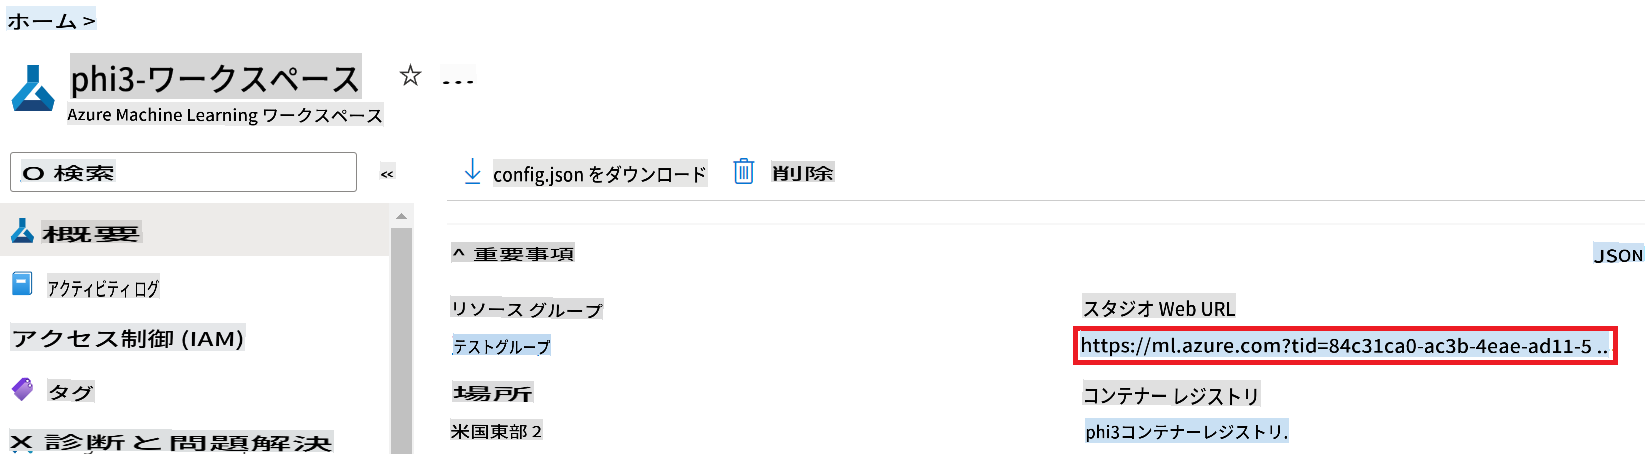 ホーム >
phi3-ワークスペース
Azure Machine Learning ワークスペース
検索
«
config.json をダウンロード
削除
概要
アクティビティ ログ
アクセス制御 (IAM)
タグ
X 診断と問題解決
^ 重要事項
JSON
リソース グループ
テストグループ
場所
米国東部 2
スタジオ Web URL
https://ml.azure.com?tid=84c31ca0-ac3b-4eae-ad11-5 ..
コンテナー レジストリ
phi3コンテナーレジストリ.